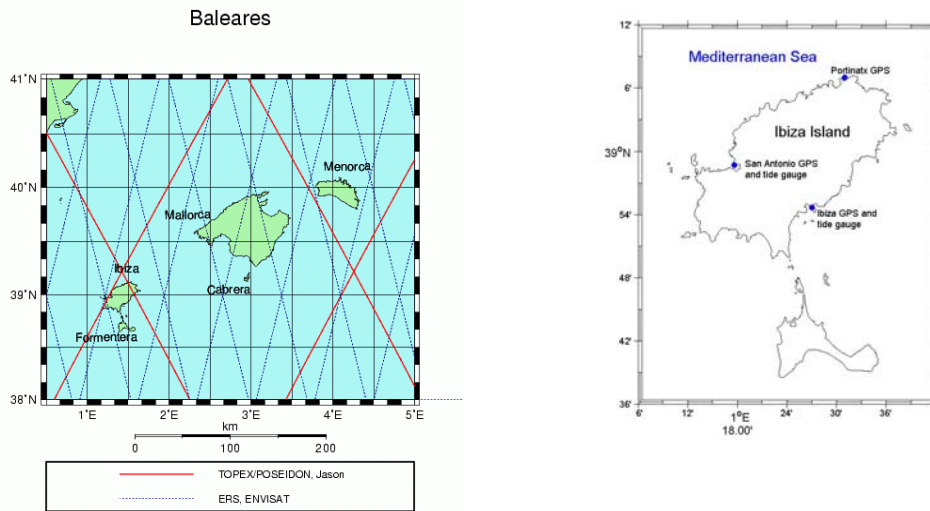 Baleares
41°N
40°N
39°N
38°N
Menorca
Mallorca
Ibiza
Cabrera
Formentera
1°E
2°E
3°E
4°E
5°E
km
0
100
200
TOPEX/POSEIDON, Jason
ERS, ENVISAT
12'
6'
39°N
54'
48'
42'
36'
Mediterranean Sea
Portinatx GPS
Ibiza Island
San Antonio GPS
and tide gauge
Ibiza GPS and
tide gauge
6'
12'
1°E
18.00'
24'
30'
36'
42'